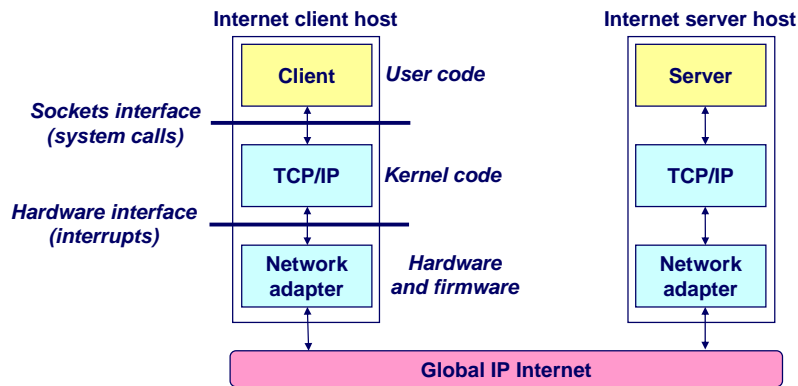 Internet client host
Internet server host
Client
User code
Server
Sockets interface
(system calls)
TCP/IP
Kernel code
TCP/IP
Hardware interface
(interrupts)
Network
adapter
Hardware
and firmware
Network
adapter
Global IP Internet